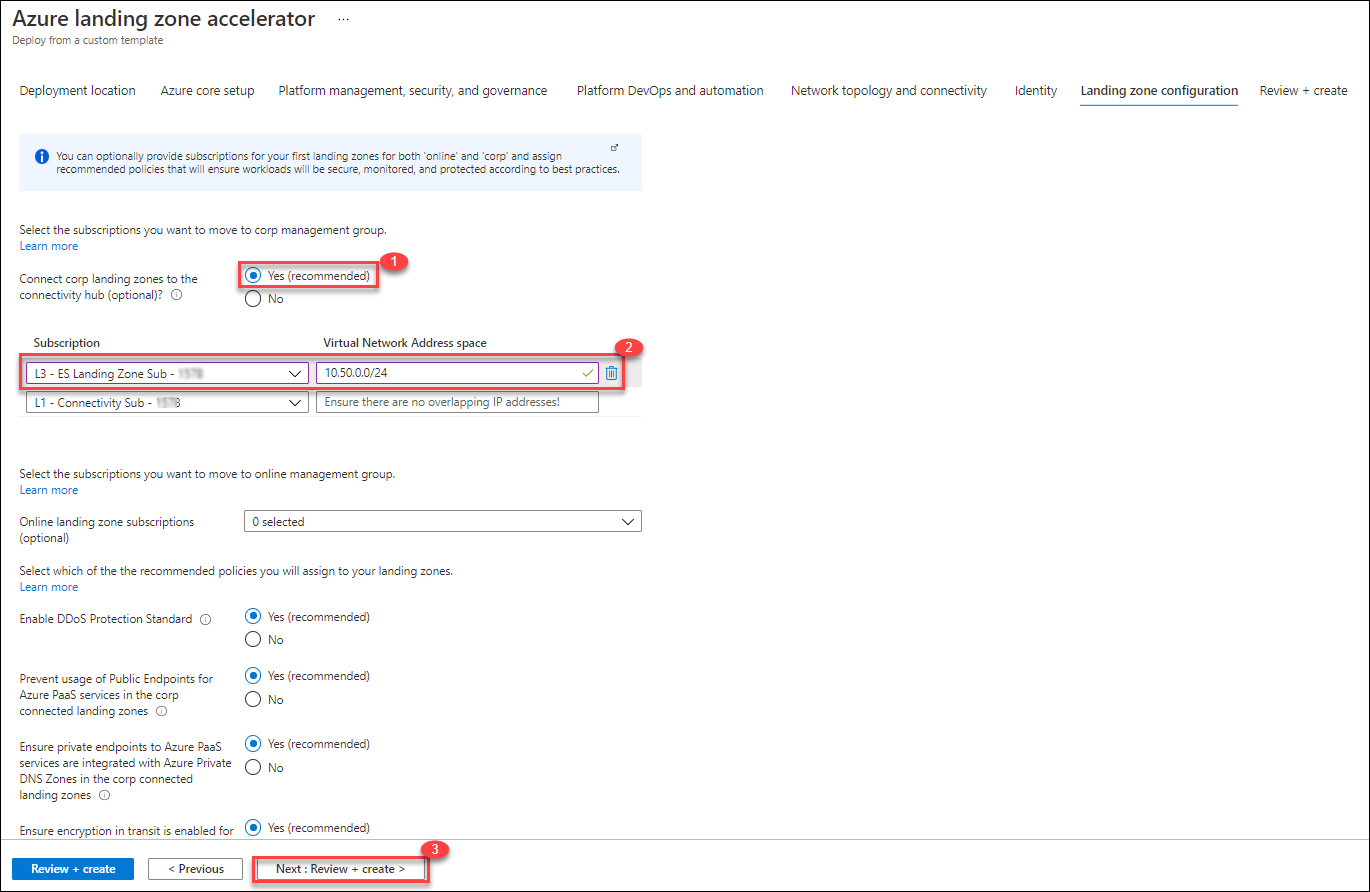 Azure landing zone accelerator ...
Deploy from a custom template
Deployment location Azure core setup Platform management, security, and governance Platform DevOps and automation Network topology and connectivity Identity Landing zone configuration Review + create
You can optionally provide subscriptions for your first landing zones for both 'online' and 'corp' and assign
recommended policies that will ensure workloads will be secure, monitored, and protected according to best practices.
Select the subscriptions you want to move to corp management group.
Learn more
Connect corp landing zones to the
connectivity hub (optional)?
Yes (recommended)
1
No
Subscription Virtual Network Address space
2
L3 - ES Landing Zone Sub - 10.50.0.0/24
L1 - Connectivity Sub - Ensure there are no overlapping IP addresses!
Select the subscriptions you want to move to online management group.
Learn more
Online landing zone subscriptions
(optional)
0 selected
Select which of the the recommended policies you will assign to your landing zones.
Learn more
Enable DDoS Protection Standard
Yes (recommended)
No
Prevent usage of Public Endpoints for
Azure PaaS services in the corp
connected landing zones
Yes (recommended)
No
Ensure private endpoints to Azure PaaS
services are integrated with Azure Private
DNS Zones in the corp connected
landing zones
Yes (recommended)
No
Ensure encryption in transit is enabled for
Yes (recommended)
3
Review + create < Previous Next : Review + create >